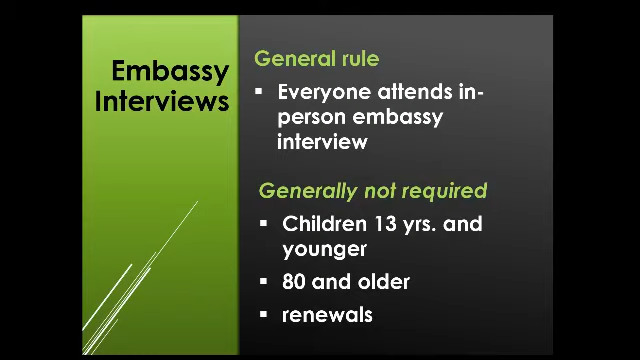 Embassy
Interviews
General rule
▪ Everyone attends in-
person embassy
interview
Generally not required
▪ Children 13 yrs. and
younger
▪ 80 and older
▪ renewals